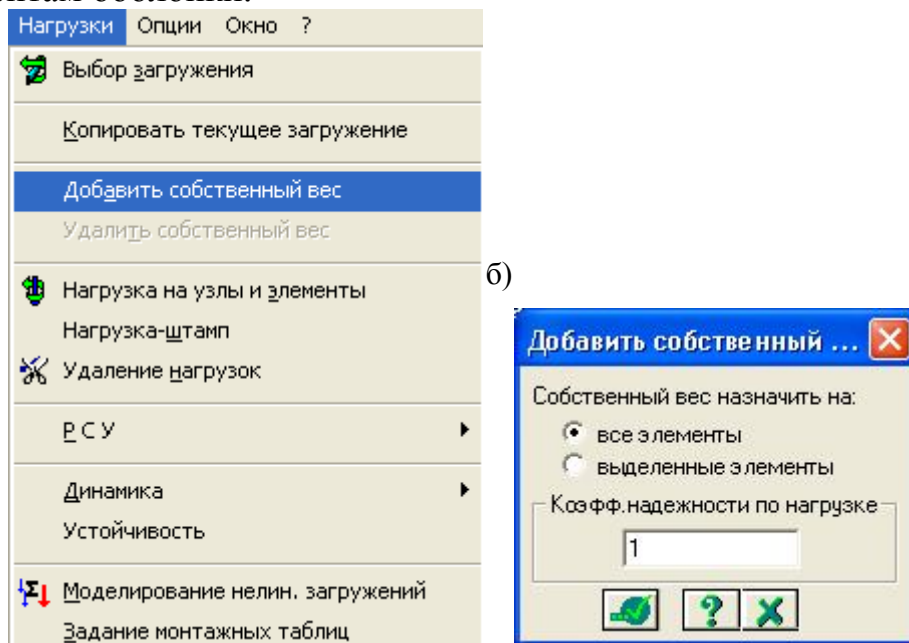 Нагрузки Опции Окно ?
Выбор загружения
Копировать текущее загружение
Добавить собственный вес
Удалить собственный вес
Нагрузка на узлы и элементы
Нагрузка-штамп
Удаление нагрузок
Р С У
Динамика
Устойчивость
Моделирование нелин. загружений
Задание монтажных таблиц
б)
Добавить собственный ...
Собственный вес назначить на:
все элементы
выделенные элементы
Коэфф.надежности по нагрузке
1
?